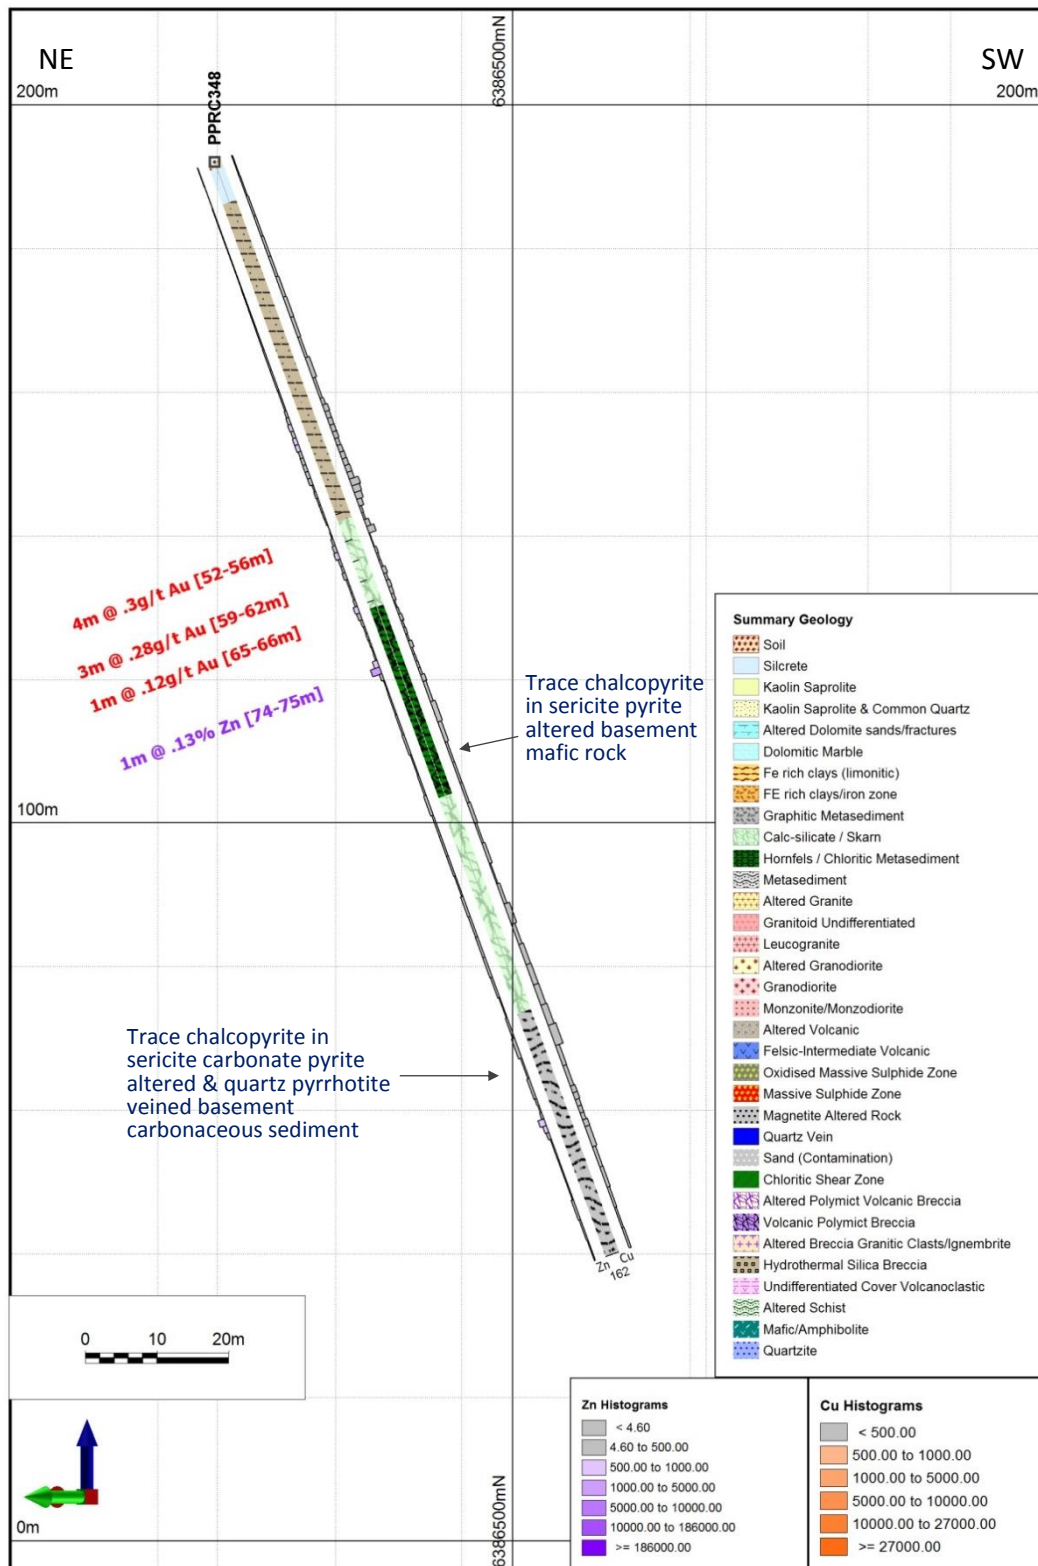 NE
SW
6386500mN
200m
200m
PPRC348
4m @ .3g/t Au [52-56m]
3m @ .28g/t Au [59-62m]
1m @ .12g/t Au [65-66m]
1m @ .13% Zn [74-75m]
Trace chalcopyrite
in sericite pyrite
altered basement
mafic rock
100m
Trace chalcopyrite in
sericite carbonate pyrite
altered & quartz pyrrhotite
veined basement
carbonaceous sediment
Zn
Cu
162
Summary Geology
Soil
Silcrete
Kaolin Saprolite
Kaolin Saprolite & Common Quartz
Altered Dolomite sands/fractures
Dolomitic Marble
Fe rich clays (limonitic)
FE rich clays/iron zone
Graphitic Metasediment
Calc-silicate / Skarn
Hornfels / Chloritic Metasediment
Metasediment
Altered Granite
Granitoid Undifferentiated
Leucogranite
Altered Granodiorite
Granodiorite
Monzonite/Monzodiorite
Altered Volcanic
Felsic-Intermediate Volcanic
Oxidised Massive Sulphide Zone
Massive Sulphide Zone
Magnetite Altered Rock
Quartz Vein
Sand (Contamination)
Chloritic Shear Zone
Altered Polymict Volcanic Breccia
Volcanic Polymict Breccia
Altered Breccia Granitic Clasts/Ignembrite
Hydrothermal Silica Breccia
Undifferentiated Cover Volcanoclastic
Altered Schist
Mafic/Amphibolite
Quartzite
0 10 20m
0m
6386500mN
Zn Histograms
< 4.60
4.60 to 500.00
500.00 to 1000.00
1000.00 to 5000.00
5000.00 to 10000.00
10000.00 to 186000.00
>= 186000.00
Cu Histograms
< 500.00
500.00 to 1000.00
1000.00 to 5000.00
5000.00 to 10000.00
10000.00 to 27000.00
>= 27000.00